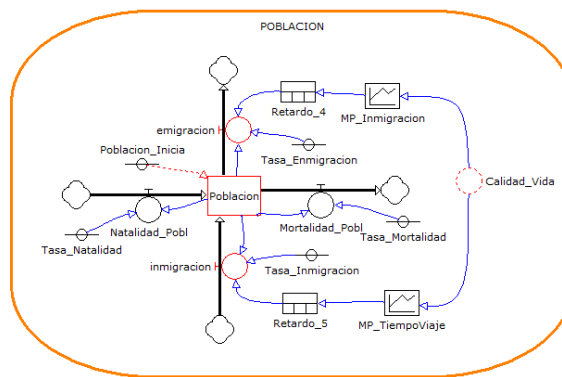 POBLACION
Retardo_4
MP_Inmigracion
emigracion
Tasa_Enmigracion
Poblacion_Inicia
Calidad_Vida
Poblacion
Natalidad_Pobl
Mortalidad_Pobl
Tasa_Natalidad
Tasa_Mortalidad
inmigracion
Tasa_Inmigracion
Retardo_5
MP_TiempoViaje